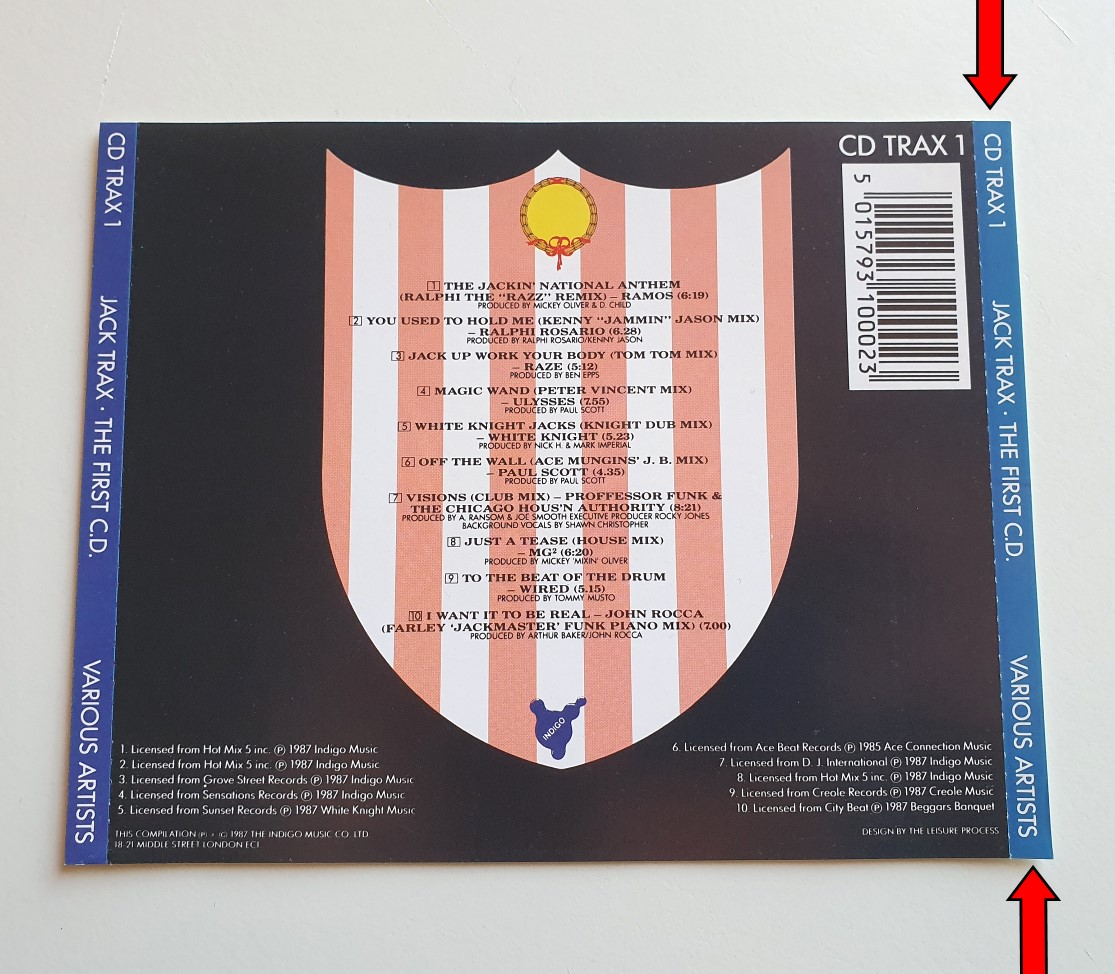 CD TRAX 1 JACK TRAX · THE FIRST C.D. VARIOUS ARTISTS
CD TRAX 1
5 015793 100023
1 THE JACKIN' NATIONAL ANTHEM
(RALPHI THE "RAZZ" REMIX) – RAMOS (6:19)
PRODUCED BY MICKEY OLIVER & D. CHILD
2 YOU USED TO HOLD ME (KENNY "JAMMIN" JASON MIX)
– RALPHI ROSARIO (6.28)
PRODUCED BY RALPHI ROSARIO/KENNY JASON
3 JACK UP WORK YOUR BODY (TOM TOM MIX)
– RAZE (5:12)
PRODUCED BY BEN EPPS
4 MAGIC WAND (PETER VINCENT MIX)
– ULYSSES (7.55)
PRODUCED BY PAUL SCOTT
5 WHITE KNIGHT JACKS (KNIGHT DUB MIX)
– WHITE KNIGHT (5.23)
PRODUCED BY NICK H. & MARK IMPERIAL
6 OFF THE WALL (ACE MUNGINS' J. B. MIX)
– PAUL SCOTT (4.35)
PRODUCED BY PAUL SCOTT
7 VISIONS (CLUB MIX) – PROFFESSOR FUNK &
THE CHICAGO HOUS'N AUTHORITY (8:21)
PRODUCED BY A. RANSOM & JOE SMOOTH EXECUTIVE PRODUCER ROCKY JONES
BACKGROUND VOCALS BY SHAWN CHRISTOPHER
8 JUST A TEASE (HOUSE MIX)
– MG² (6:20)
PRODUCED BY MICKEY 'MIXIN' OLIVER
9 TO THE BEAT OF THE DRUM
– WIRED (5.15)
PRODUCED BY TOMMY MUSTO
10 I WANT IT TO BE REAL – JOHN ROCCA
(FARLEY 'JACKMASTER' FUNK PIANO MIX) (7.00)
PRODUCED BY ARTHUR BAKER/JOHN ROCCA
INDIGO
1. Licensed from Hot Mix 5 inc. ℗ 1987 Indigo Music
2. Licensed from Hot Mix 5 inc. ℗ 1987 Indigo Music
3. Licensed from Grove Street Records ℗ 1987 Indigo Music
4. Licensed from Sensations Records ℗ 1987 Indigo Music
5. Licensed from Sunset Records ℗ 1987 White Knight Music
THIS COMPILATION ℗ + © 1987 THE INDIGO MUSIC CO. LTD.
18-21 MIDDLE STREET LONDON EC1
6. Licensed from Ace Beat Records ℗ 1985 Ace Connection Music
7. Licensed from D. J. International ℗ 1987 Indigo Music
8. Licensed from Hot Mix 5 inc. ℗ 1987 Indigo Music
9. Licensed from Creole Records ℗ 1987 Creole Music
10. Licensed from City Beat ℗ 1987 Beggars Banquet
DESIGN BY THE LEISURE PROCESS
CD TRAX 1 JACK TRAX · THE FIRST C.D. VARIOUS ARTISTS